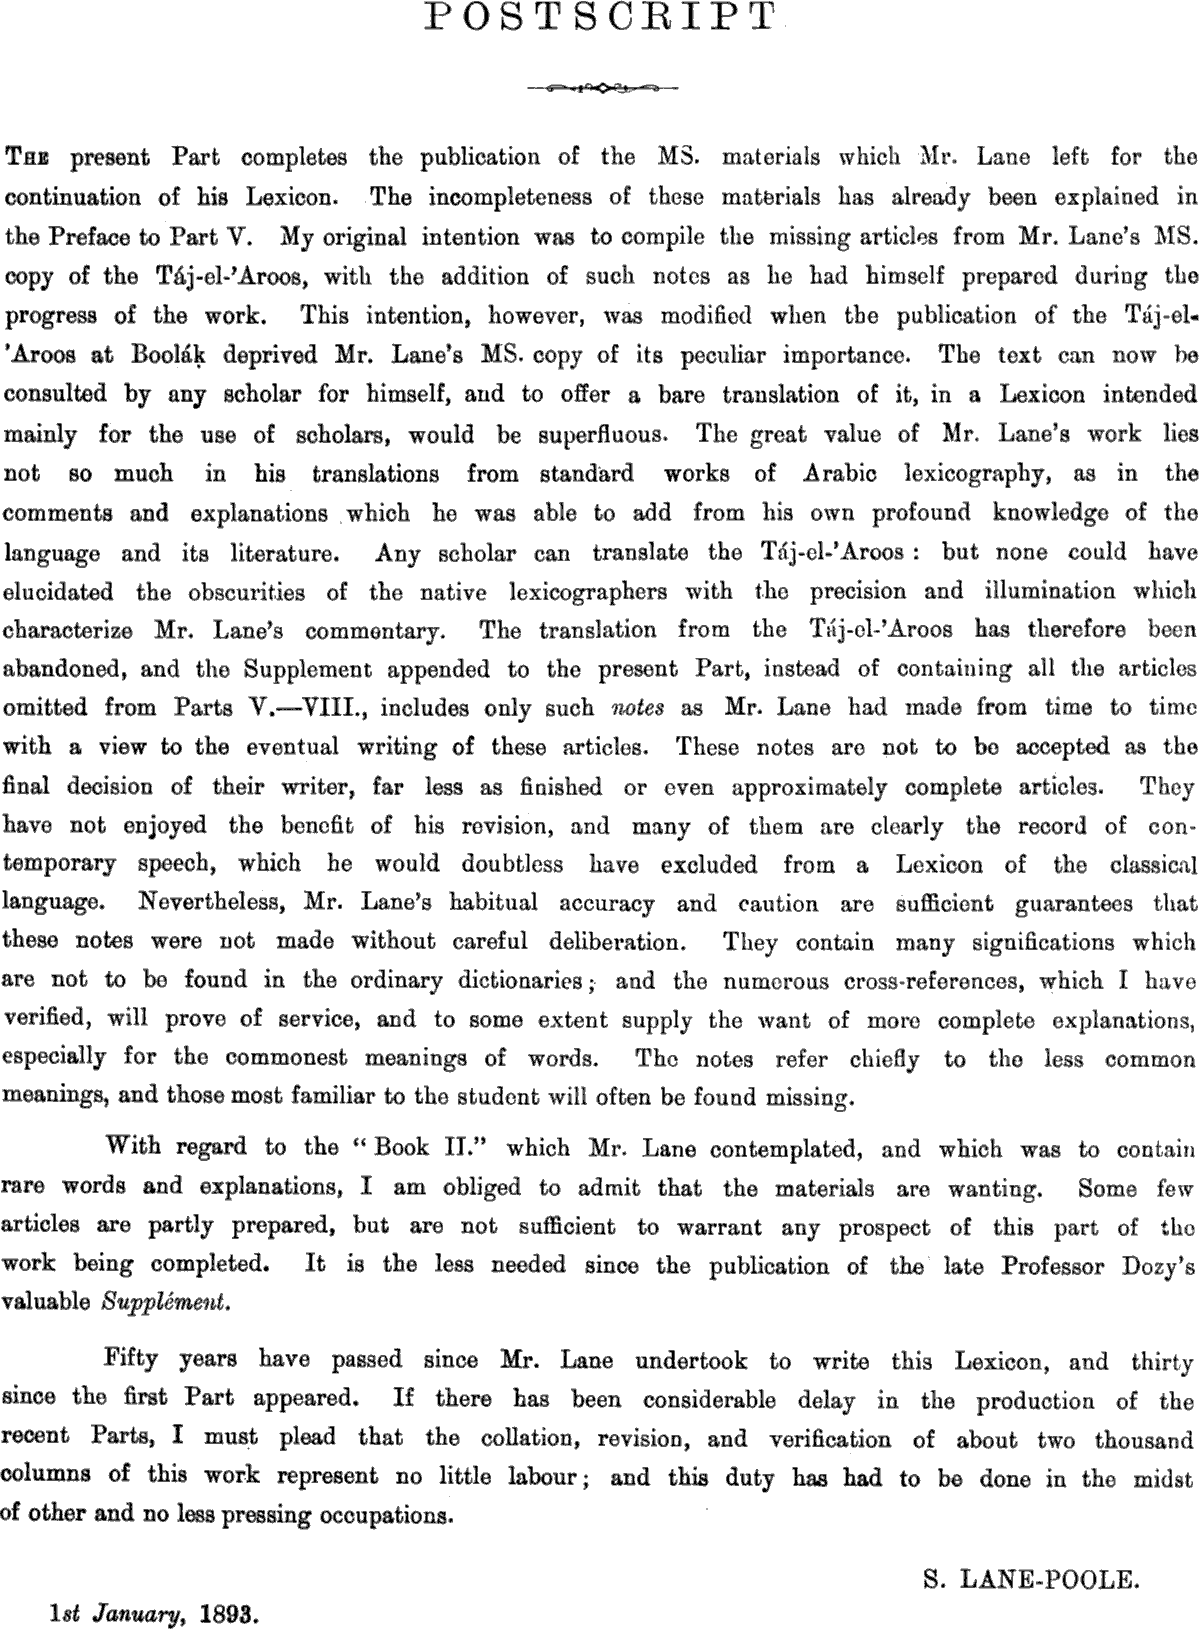 POSTSCRIPT
THE present Part completes the publication of the MS. materials which Mr. Lane left for the
continuation of his Lexicon. The incompleteness of these materials has already been explained in
the Preface to Part V. My original intention was to compile the missing articles from Mr. Lane's MS.
copy of the Táj-el-'Aroos, with the addition of such notes as he had himself prepared during the
progress of the work. This intention, however, was modified when the publication of the Táj-el-
'Aroos at Booláḳ deprived Mr. Lane's MS. copy of its peculiar importance. The text can now be
consulted by any scholar for himself, and to offer a bare translation of it, in a Lexicon intended
mainly for the use of scholars, would be superfluous. The great value of Mr. Lane's work lies
not so much in his translations from standard works of Arabic lexicography, as in the
comments and explanations which he was able to add from his own profound knowledge of the
language and its literature. Any scholar can translate the Táj-el-'Aroos : but none could have
elucidated the obscurities of the native lexicographers with the precision and illumination which
characterize Mr. Lane's commentary. The translation from the Táj-el-'Aroos has therefore been
abandoned, and the Supplement appended to the present Part, instead of containing all the articles
omitted from Parts V.—VIII., includes only such notes as Mr. Lane had made from time to time
with a view to the eventual writing of these articles. These notes are not to be accepted as the
final decision of their writer, far less as finished or even approximately complete articles. They
have not enjoyed the benefit of his revision, and many of them are clearly the record of con-
temporary speech, which he would doubtless have excluded from a Lexicon of the classical
language. Nevertheless, Mr. Lane's habitual accuracy and caution are sufficient guarantees that
these notes were not made without careful deliberation. They contain many significations which
are not to be found in the ordinary dictionaries; and the numerous cross-references, which I have
verified, will prove of service, and to some extent supply the want of more complete explanations,
especially for the commonest meanings of words. The notes refer chiefly to the less common
meanings, and those most familiar to the student will often be found missing.
With regard to the "Book II." which Mr. Lane contemplated, and which was to contain
rare words and explanations, I am obliged to admit that the materials are wanting. Some few
articles are partly prepared, but are not sufficient to warrant any prospect of this part of the
work being completed. It is the less needed since the publication of the late Professor Dozy's
valuable Supplément.
Fifty years have passed since Mr. Lane undertook to write this Lexicon, and thirty
since the first Part appeared. If there has been considerable delay in the production of the
recent Parts, I must plead that the collation, revision, and verification of about two thousand
columns of this work represent no little labour; and this duty has had to be done in the midst
of other and no less pressing occupations.
S. LANE-POOLE.
1st January, 1893.